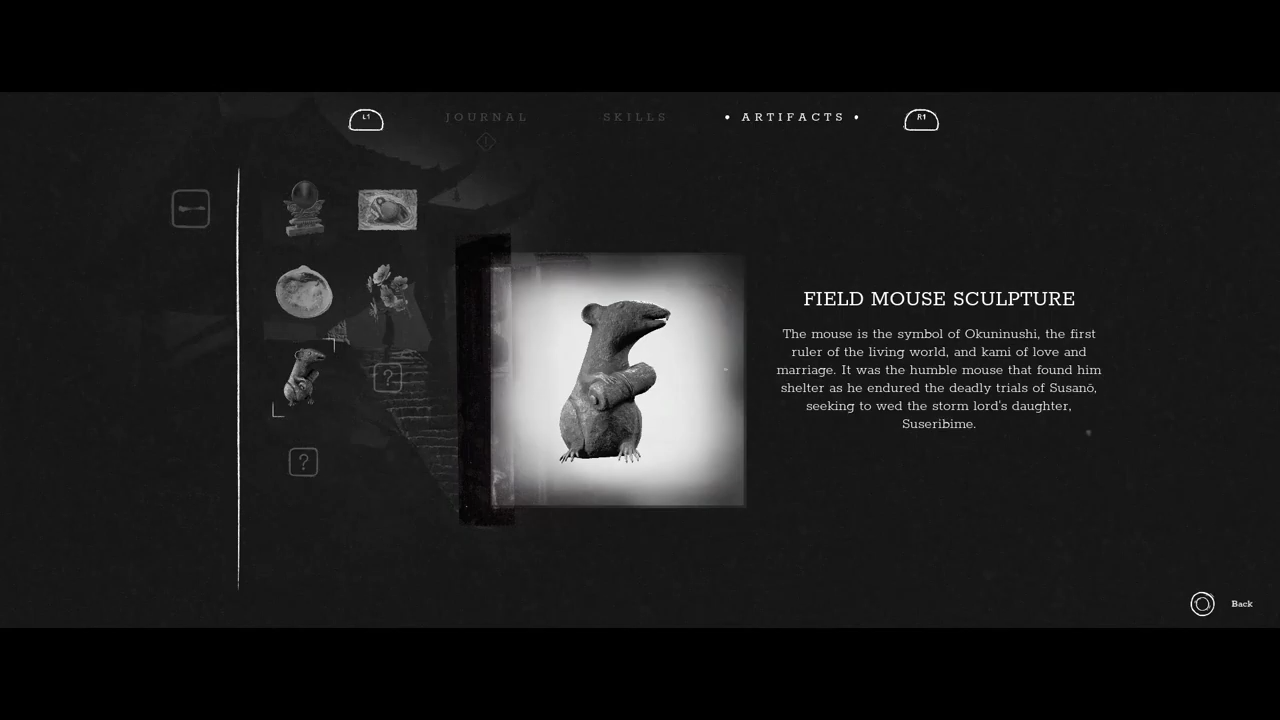 L1
JOURNAL
SKILLS
• ARTIFACTS •
R1
!
FIELD MOUSE SCULPTURE
The mouse is the symbol of Okuninushi, the first
ruler of the living world, and kami of love and
marriage. It was the humble mouse that found him
shelter as he endured the deadly trials of Susanō,
seeking to wed the storm lord's daughter,
Suseribime.
?
?
Back